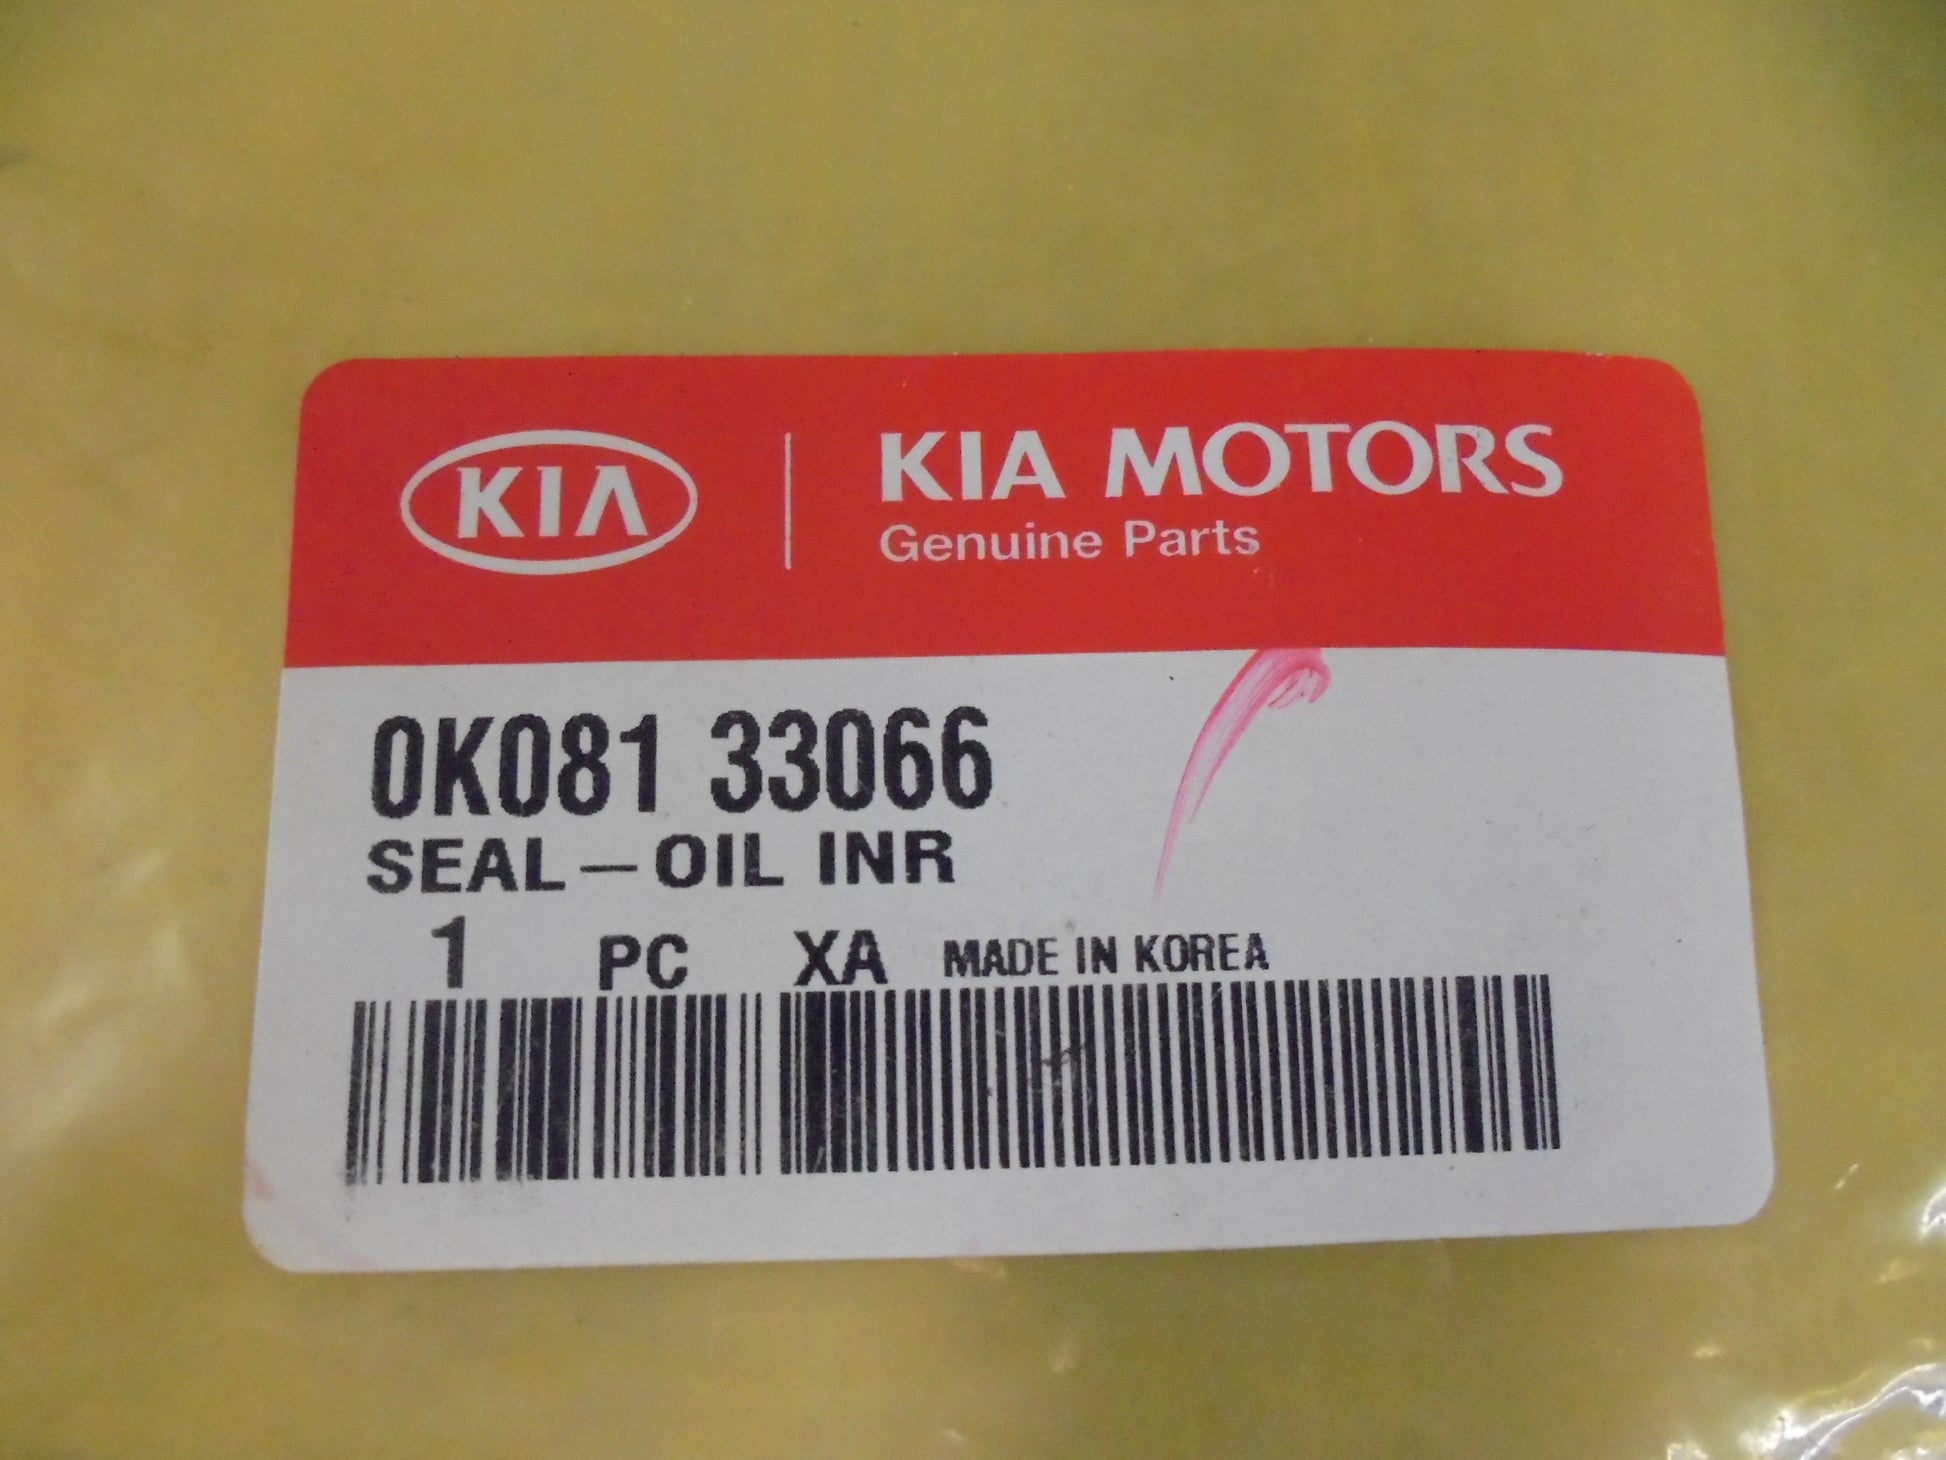 KIA
KIA MOTORS
Genuine Parts
0K081 33066
SEAL-OIL INR
1 PC XA MADE IN KOREA